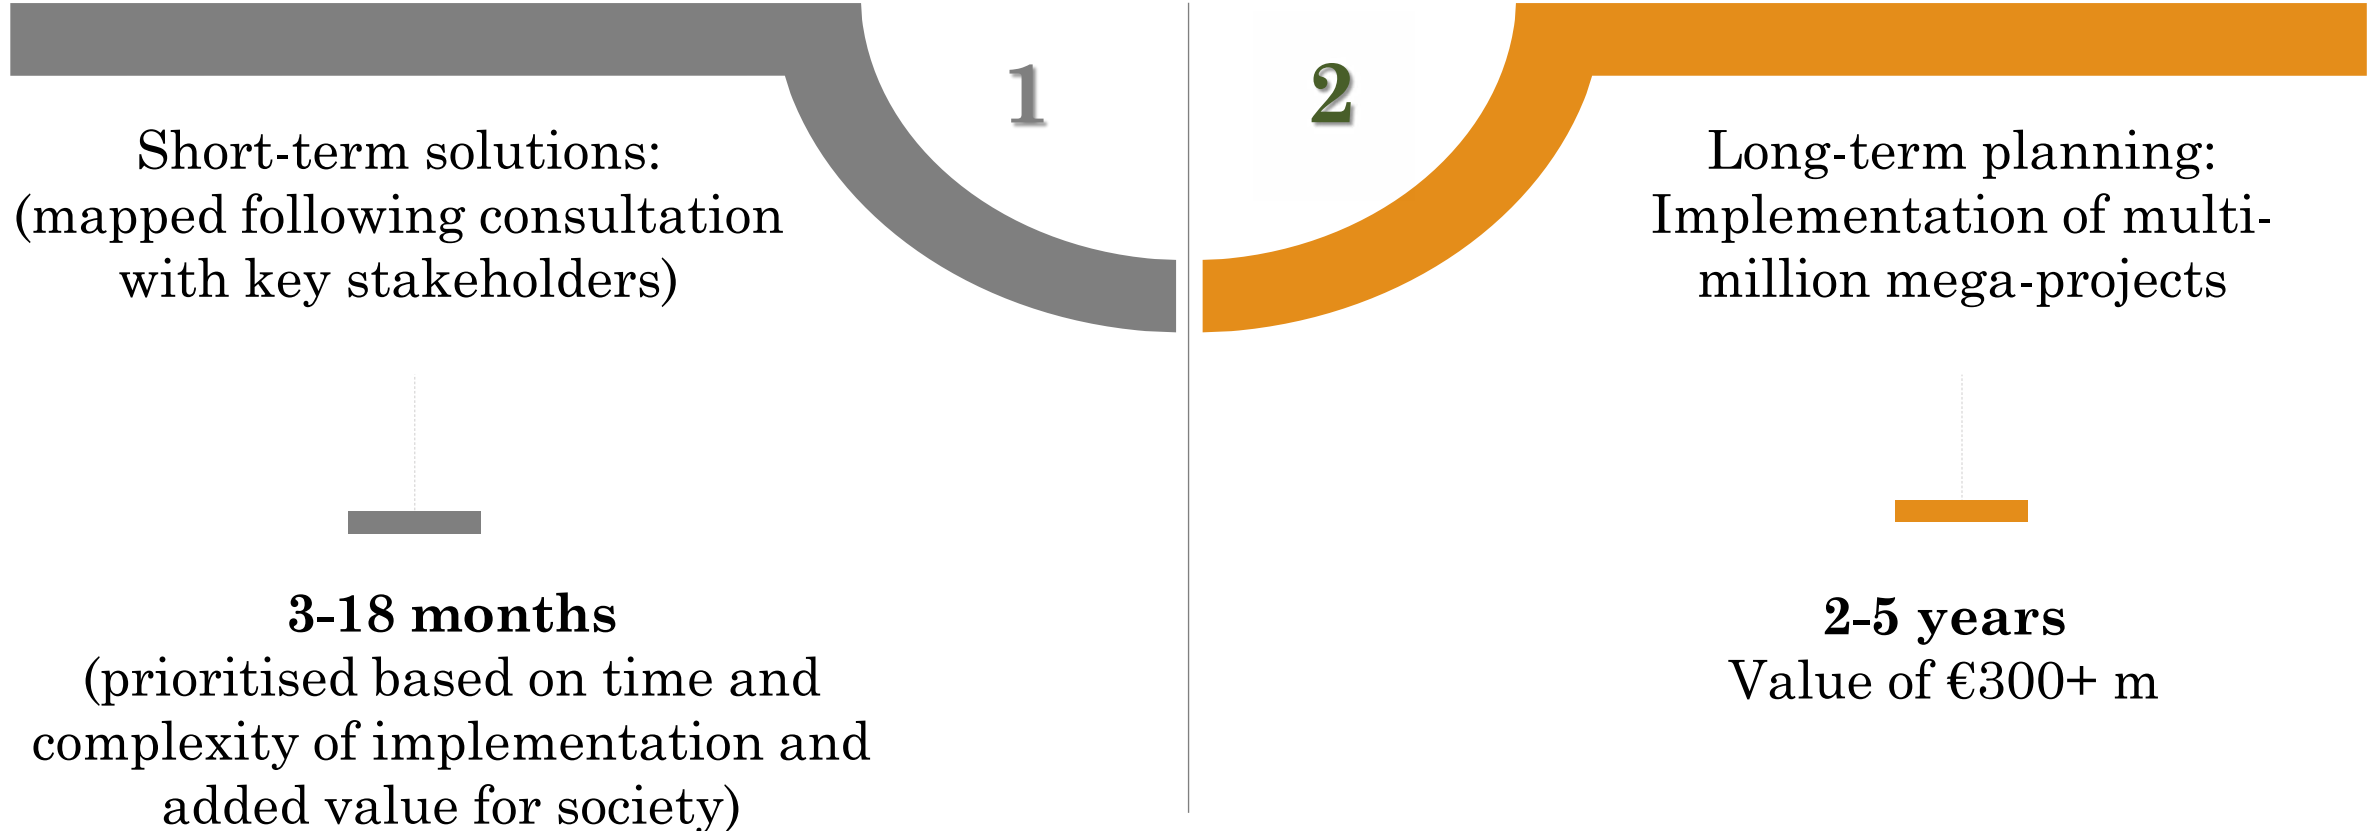 1
Short-term solutions:
(mapped following consultation
with key stakeholders)
3-18 months
(prioritised based on time and
complexity of implementation and
added value for society)
2
Long-term planning:
Implementation of multi-
million mega-projects
2-5 years
Value of €300+ m